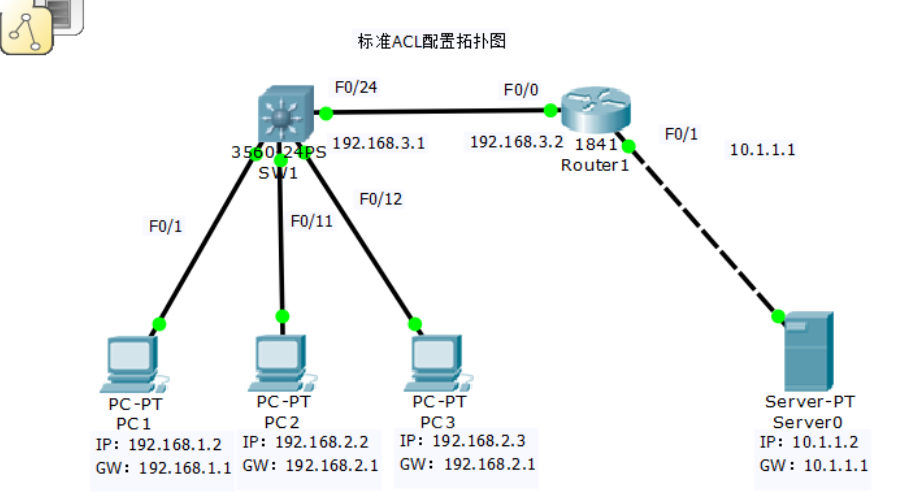 标准ACL配置拓扑图
F0/24
F0/0
192.168.3.1
192.168.3.2
1841
Router1
F0/1
10.1.1.1
3560-24PS
SW1
F0/1
F0/11
F0/12
PC-PT
PC1
IP：192.168.1.2
GW：192.168.1.1
PC-PT
PC2
IP：192.168.2.2
GW：192.168.2.1
PC-PT
PC3
IP：192.168.2.3
GW：192.168.2.1
Server-PT
Server0
IP：10.1.1.2
GW：10.1.1.1